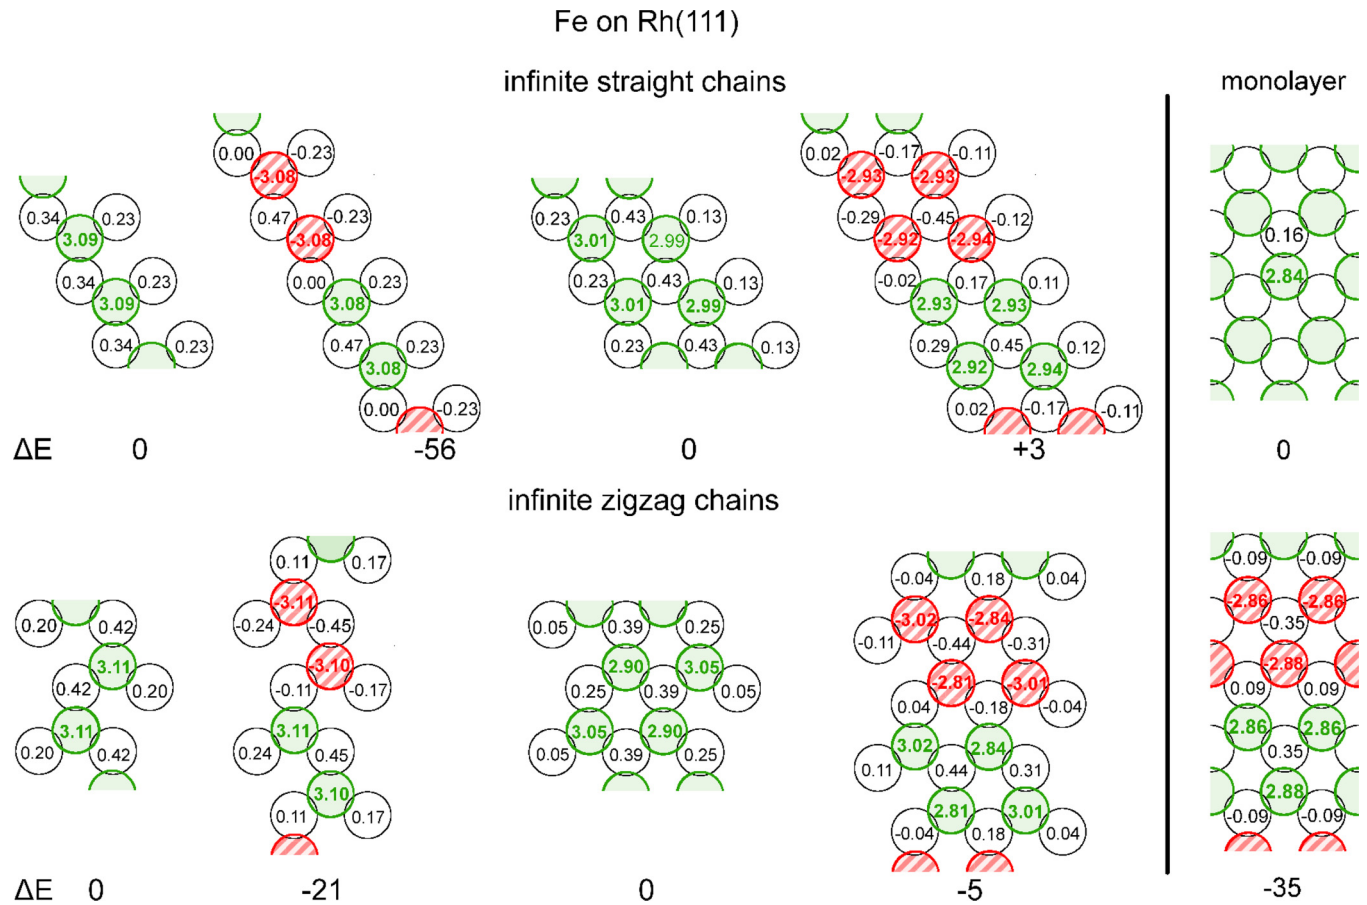 Fe on Rh(111)
infinite straight chains
monolayer
0.00 -0.23 0.02 -0.17 -0.11
-3.08 -2.93 -2.93
0.34 0.23 0.47 -0.23 0.23 0.43 0.13 -0.29 -0.45 -0.12
3.09 -3.08 3.01 2.99 -2.92 -2.94 0.16
0.34 0.23 0.00 0.23 0.23 0.43 0.13 -0.02 0.17 0.11 2.84
3.09 3.08 3.01 2.99 2.93 2.93
0.34 0.23 0.47 0.23 0.23 0.43 0.13 0.29 0.45 0.12
3.08 2.92 2.94
0.00 -0.23 0.02 -0.17 -0.11
ΔE 0 -56 0 +3 0
infinite zigzag chains
0.11 0.17 -0.04 0.18 0.04 -0.09 -0.09
-3.11 -3.02 -2.84 -2.86 -2.86
0.20 0.42 -0.24 -0.45 0.05 0.39 0.25 -0.11 -0.44 -0.31 -0.35
3.11 -3.10 2.90 3.05 -2.81 -3.01 -2.88
0.42 0.20 -0.11 -0.17 0.25 0.39 0.05 0.04 -0.18 -0.04 0.09 0.09
3.11 3.11 3.05 2.90 3.02 2.84 2.86 2.86
0.20 0.42 0.24 0.45 0.05 0.39 0.25 0.11 0.44 0.31 0.35
3.10 2.81 3.01 2.88
0.11 0.17 -0.04 0.18 0.04 -0.09 -0.09
ΔE 0 -21 0 -5 -35